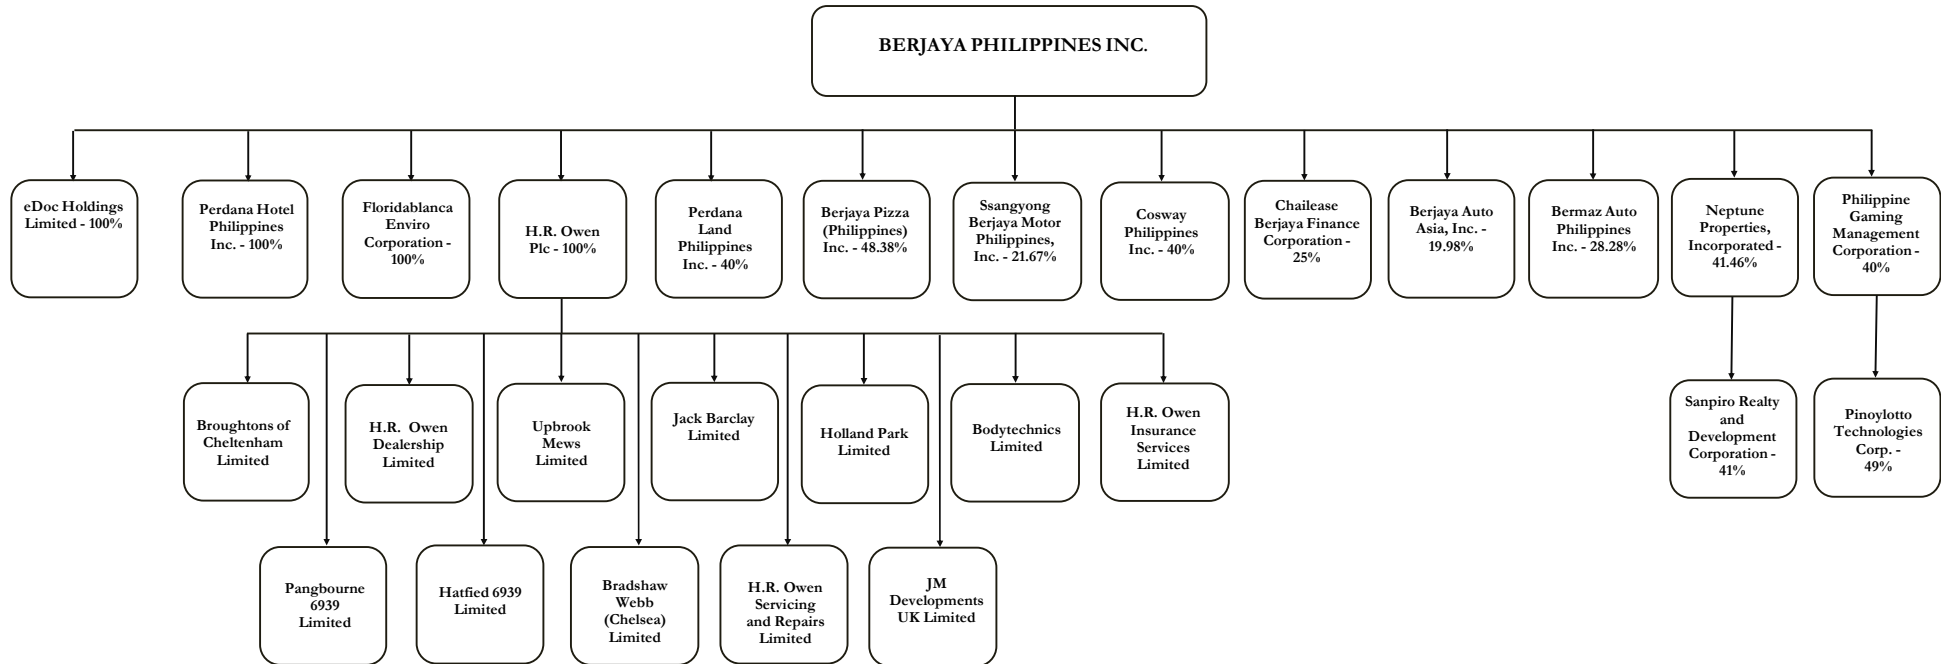 BERJAYA PHILIPPINES INC.
eDoc Holdings
Limited - 100%
Perdana Hotel
Philippines
Inc. - 100%
Floridablanca
Enviro
Corporation -
100%
H.R. Owen
Plc - 100%
Perdana
Land
Philippines
Inc. - 40%
Berjaya Pizza
(Philippines)
Inc. - 48.38%
Ssangyong
Berjaya Motor
Philippines,
Inc. - 21.67%
Cosway
Philippines
Inc. - 40%
Chailease
Berjaya Finance
Corporation -
25%
Berjaya Auto
Asia, Inc. -
19.98%
Bermaz Auto
Philippines
Inc. - 28.28%
Neptune
Properties,
Incorporated -
41.46%
Philippine
Gaming
Management
Corporation -
40%
Broughtons of
Cheltenham
Limited
H.R. Owen
Dealership
Limited
Upbrook
Mews
Limited
Jack Barclay
Limited
Holland Park
Limited
Bodytechnics
Limited
H.R. Owen
Insurance
Services
Limited
Sanpiro Realty
and
Development
Corporation -
41%
Pinoylotto
Technologies
Corp. -
49%
Pangbourne
6939
Limited
Hatfied 6939
Limited
Bradshaw
Webb
(Chelsea)
Limited
H.R. Owen
Servicing
and Repairs
Limited
JM
Developments
UK Limited